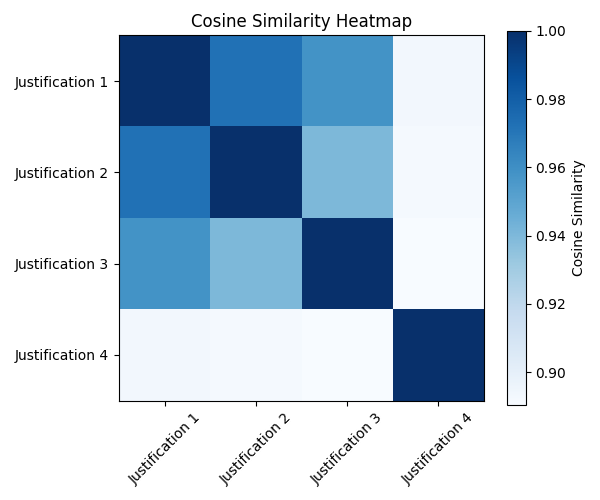 Cosine Similarity Heatmap
Justification 1
Justification 2
Justification 3
Justification 4
Justification 1
Justification 2
Justification 3
Justification 4
1.00
0.98
0.96
0.94
0.92
0.90
Cosine Similarity